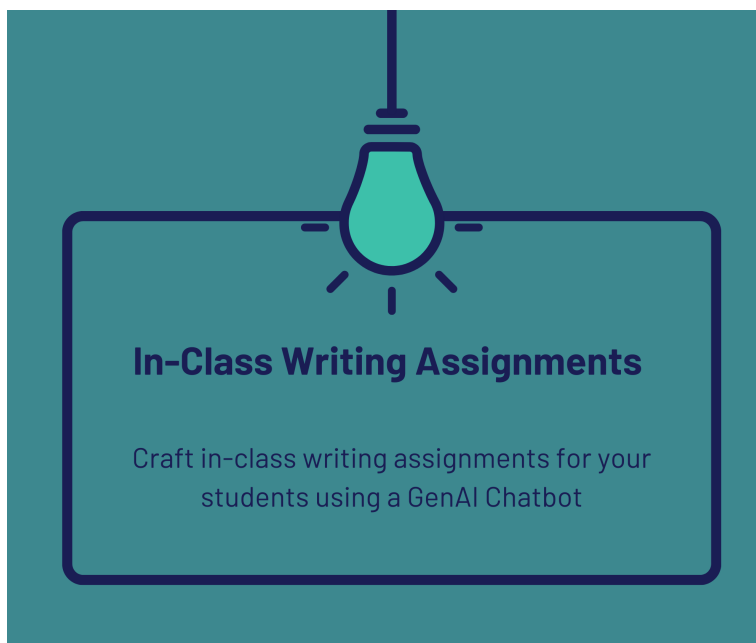 In-Class Writing Assignments
Craft in-class writing assignments for your
students using a GenAI Chatbot